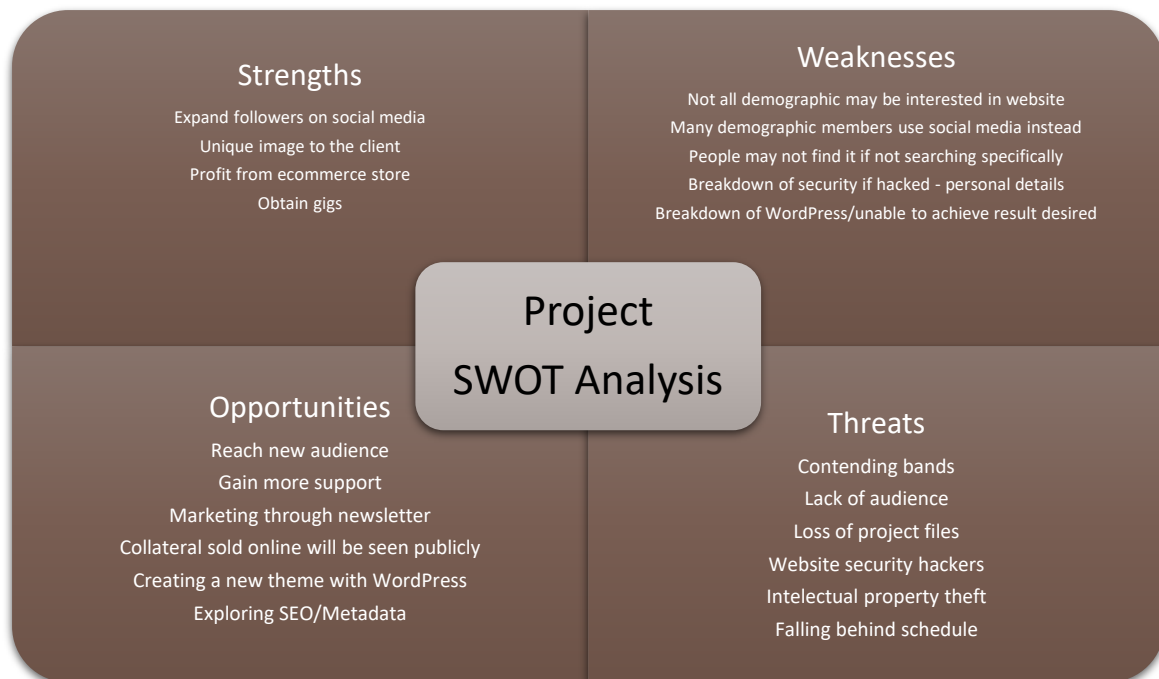 Strengths
Expand followers on social media
Unique image to the client
Profit from ecommerce store
Obtain gigs
Weaknesses
Not all demographic may be interested in website
Many demographic members use social media instead
People may not find it if not searching specifically
Breakdown of security if hacked - personal details
Breakdown of WordPress/unable to achieve result desired
Project
SWOT Analysis
Opportunities
Reach new audience
Gain more support
Marketing through newsletter
Collateral sold online will be seen publicly
Creating a new theme with WordPress
Exploring SEO/Metadata
Threats
Contending bands
Lack of audience
Loss of project files
Website security hackers
Intelectual property theft
Falling behind schedule